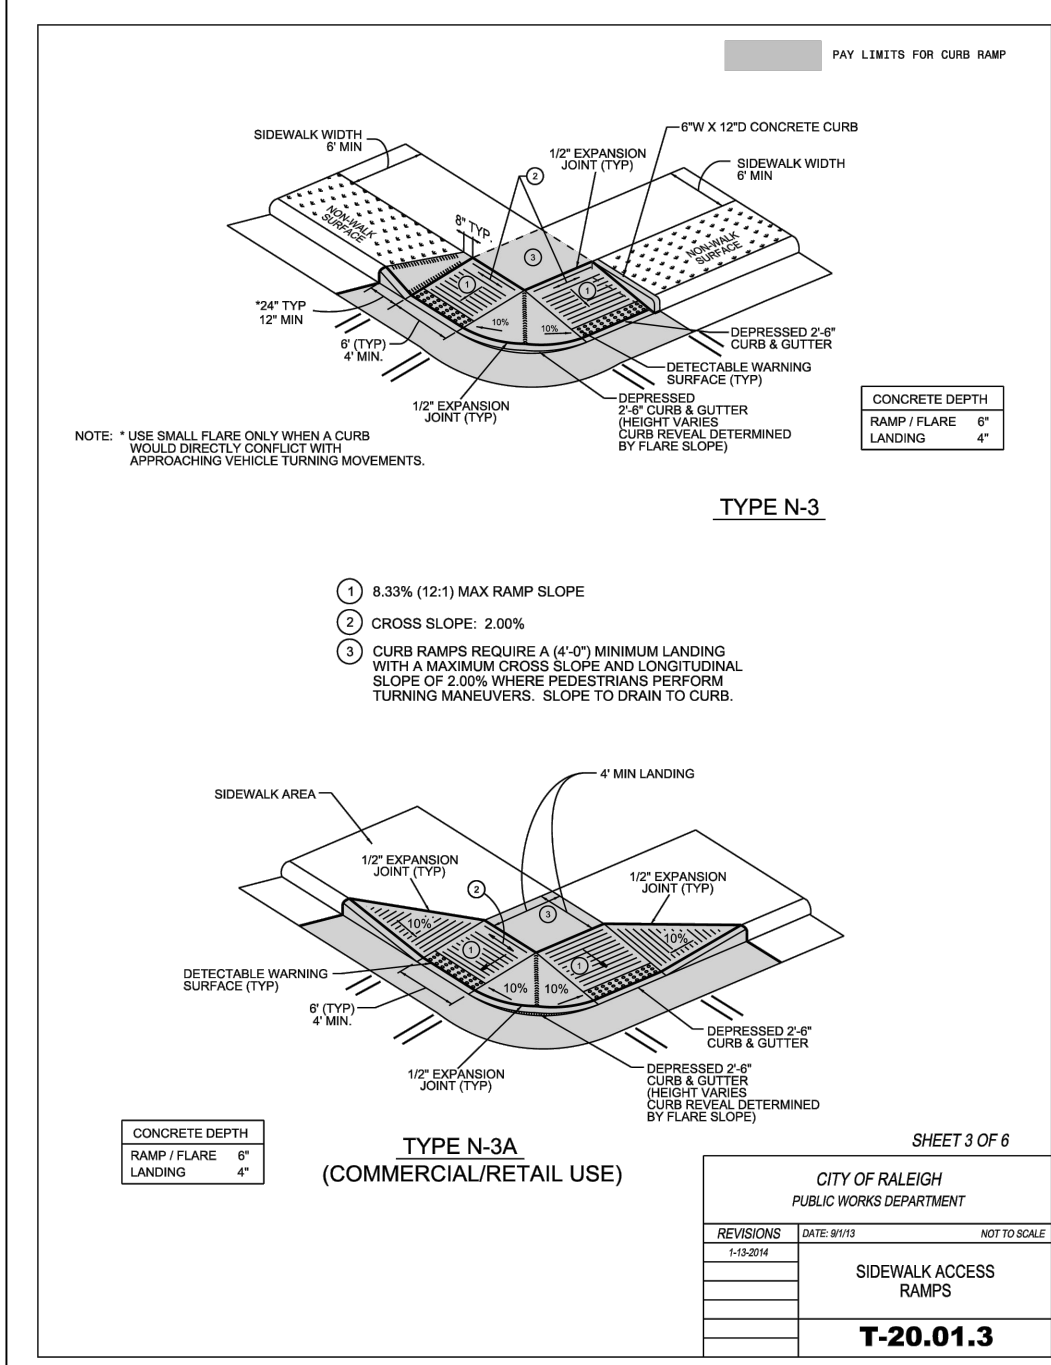 PAY LIMITS FOR CURB RAMP
SIDEWALK WIDTH
6' MIN
1/2" EXPANSION
JOINT (TYP)
6"W X 12"D CONCRETE CURB
SIDEWALK WIDTH
6' MIN
2
8" TYP.
NON-WALK
SURFACE
NON-WALK
SURFACE
3
1
1
*24" TYP
12" MIN
10%
10%
6' (TYP)
4' MIN.
DEPRESSED 2'-6"
CURB & GUTTER
DETECTABLE WARNING
SURFACE (TYP)
1/2" EXPANSION
JOINT (TYP)
DEPRESSED
2'-6" CURB & GUTTER
(HEIGHT VARIES
CURB REVEAL DETERMINED
BY FLARE SLOPE)
CONCRETE DEPTH
RAMP / FLARE 6"
LANDING 4"
NOTE: * USE SMALL FLARE ONLY WHEN A CURB
WOULD DIRECTLY CONFLICT WITH
APPROACHING VEHICLE TURNING MOVEMENTS.
TYPE N-3
1 8.33% (12:1) MAX RAMP SLOPE
2 CROSS SLOPE: 2.00%
3 CURB RAMPS REQUIRE A (4'-0") MINIMUM LANDING
WITH A MAXIMUM CROSS SLOPE AND LONGITUDINAL
SLOPE OF 2.00% WHERE PEDESTRIANS PERFORM
TURNING MANEUVERS. SLOPE TO DRAIN TO CURB.
4' MIN LANDING
SIDEWALK AREA
1/2" EXPANSION
JOINT (TYP)
1/2" EXPANSION
JOINT (TYP)
2
3
10%
10%
1
1
DETECTABLE WARNING
SURFACE (TYP)
10%
10%
6' (TYP)
4' MIN.
DEPRESSED 2'-6"
CURB & GUTTER
1/2" EXPANSION
JOINT (TYP)
DEPRESSED 2'-6"
CURB & GUTTER
(HEIGHT VARIES
CURB REVEAL DETERMINED
BY FLARE SLOPE)
CONCRETE DEPTH
RAMP / FLARE 6"
LANDING 4"
TYPE N-3A
(COMMERCIAL/RETAIL USE)
SHEET 3 OF 6
CITY OF RALEIGH
PUBLIC WORKS DEPARTMENT
REVISIONS DATE: 9/1/13 NOT TO SCALE
1-13-2014
SIDEWALK ACCESS
RAMPS
T-20.01.3